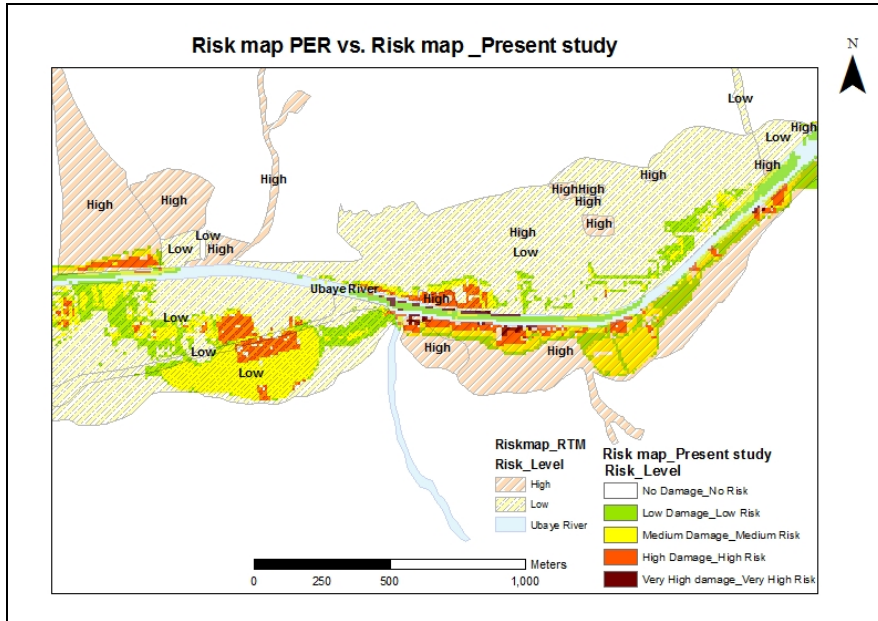 Risk map PER vs. Risk map _Present study
N
Low
High
Low
High
High
High
High
High
HighHigh
High
Low
High
High
Low
High
High
Low
Ubaye River
High
Low
High
High
Low
Low
Riskmap_RTM
Risk_Level
High
Low
Ubaye River
Risk map_Present study
Risk_Level
No Damage_No Risk
Low Damage_Low Risk
Medium Damage_Medium Risk
High Damage_High Risk
Very High damage_Very High Risk
Meters
0 250 500 1,000